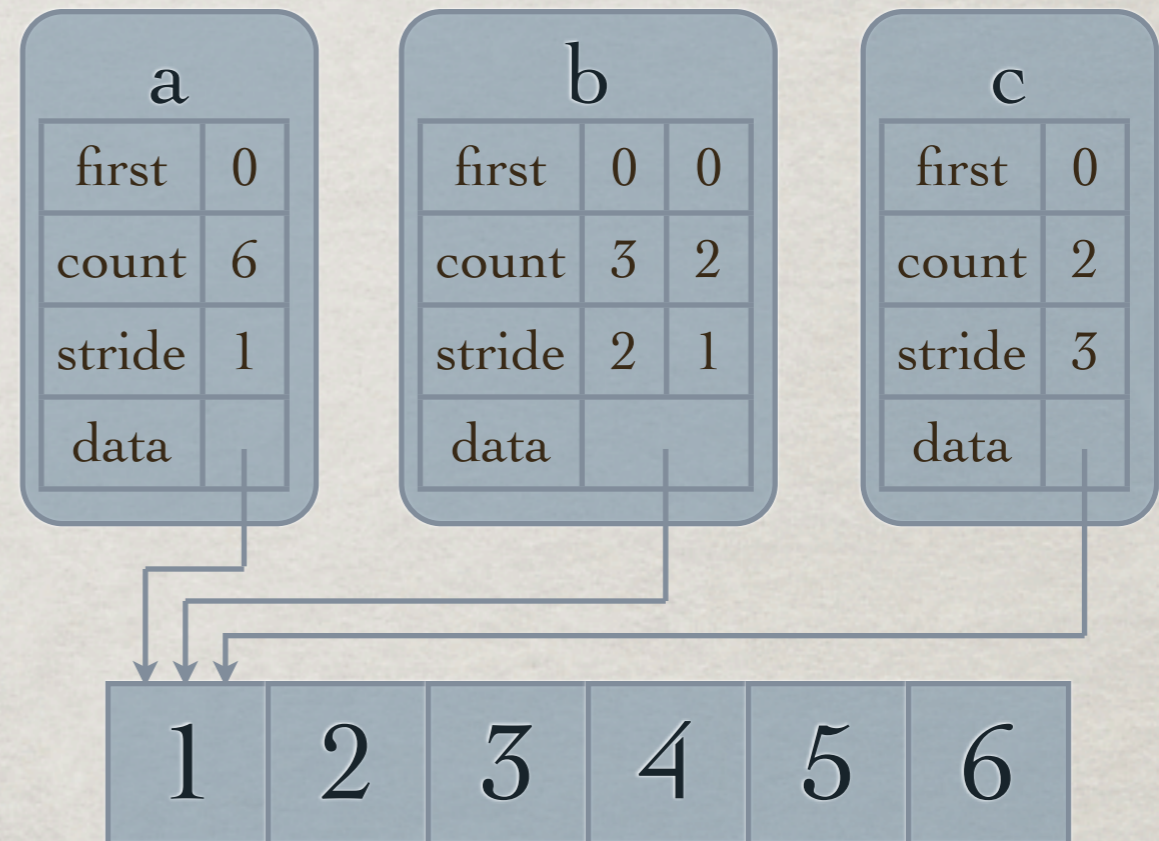 a
first 0
count 6
stride 1
data
b
first 0 0
count 3 2
stride 2 1
data
c
first 0
count 2
stride 3
data
1 2 3 4 5 6